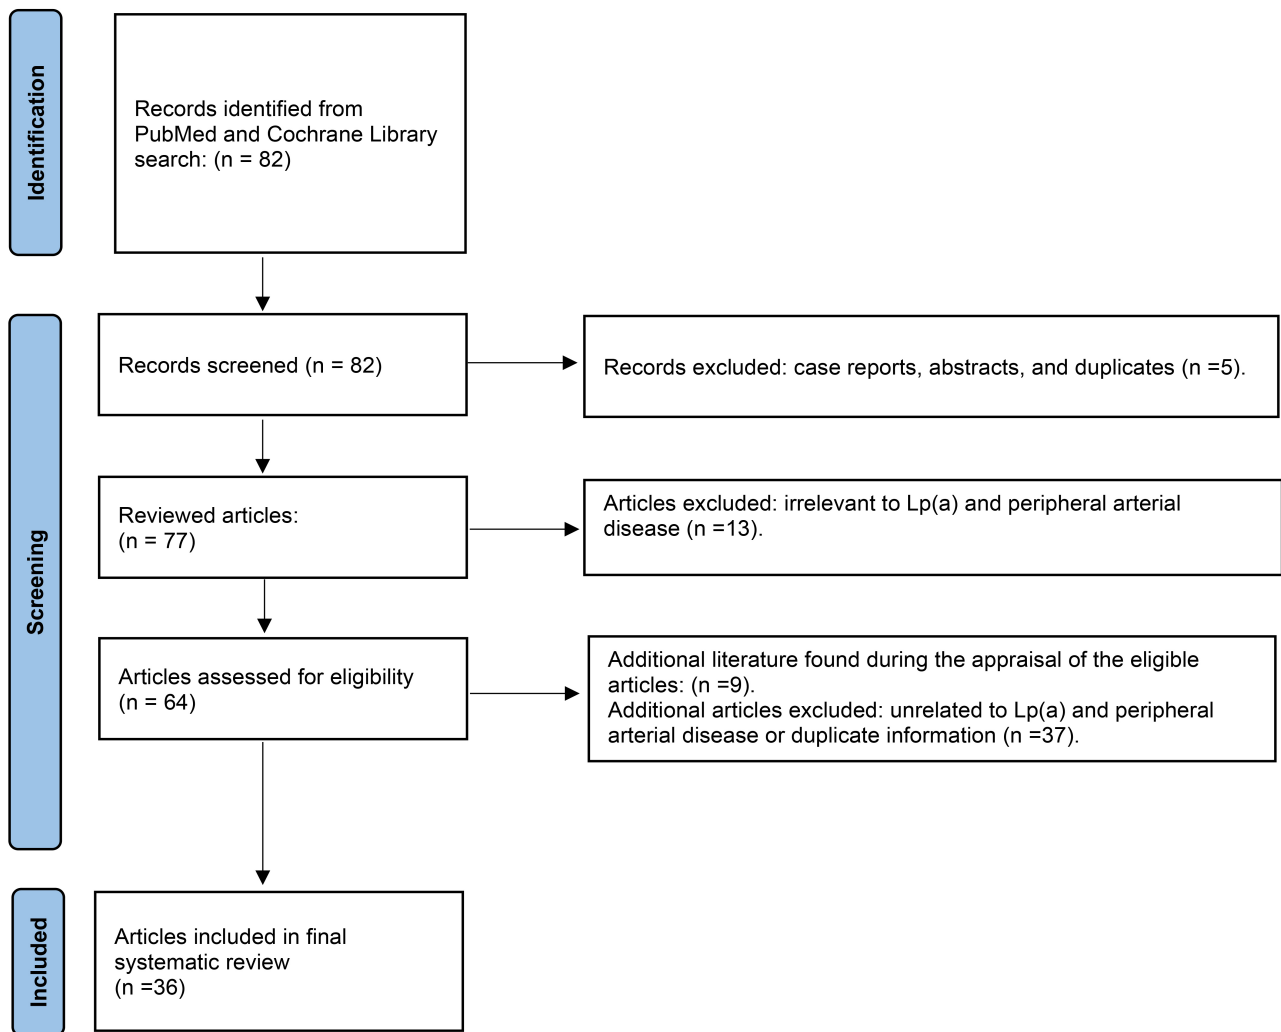 Identification
Records identified from
PubMed and Cochrane Library
search: (n = 82)
Screening
Records screened (n = 82)
Records excluded: case reports, abstracts, and duplicates (n =5).
Reviewed articles:
(n = 77)
Articles excluded: irrelevant to Lp(a) and peripheral arterial
disease (n =13).
Articles assessed for eligibility
(n = 64)
Additional literature found during the appraisal of the eligible
articles: (n =9).
Additional articles excluded: unrelated to Lp(a) and peripheral
arterial disease or duplicate information (n =37).
Included
Articles included in final
systematic review
(n =36)